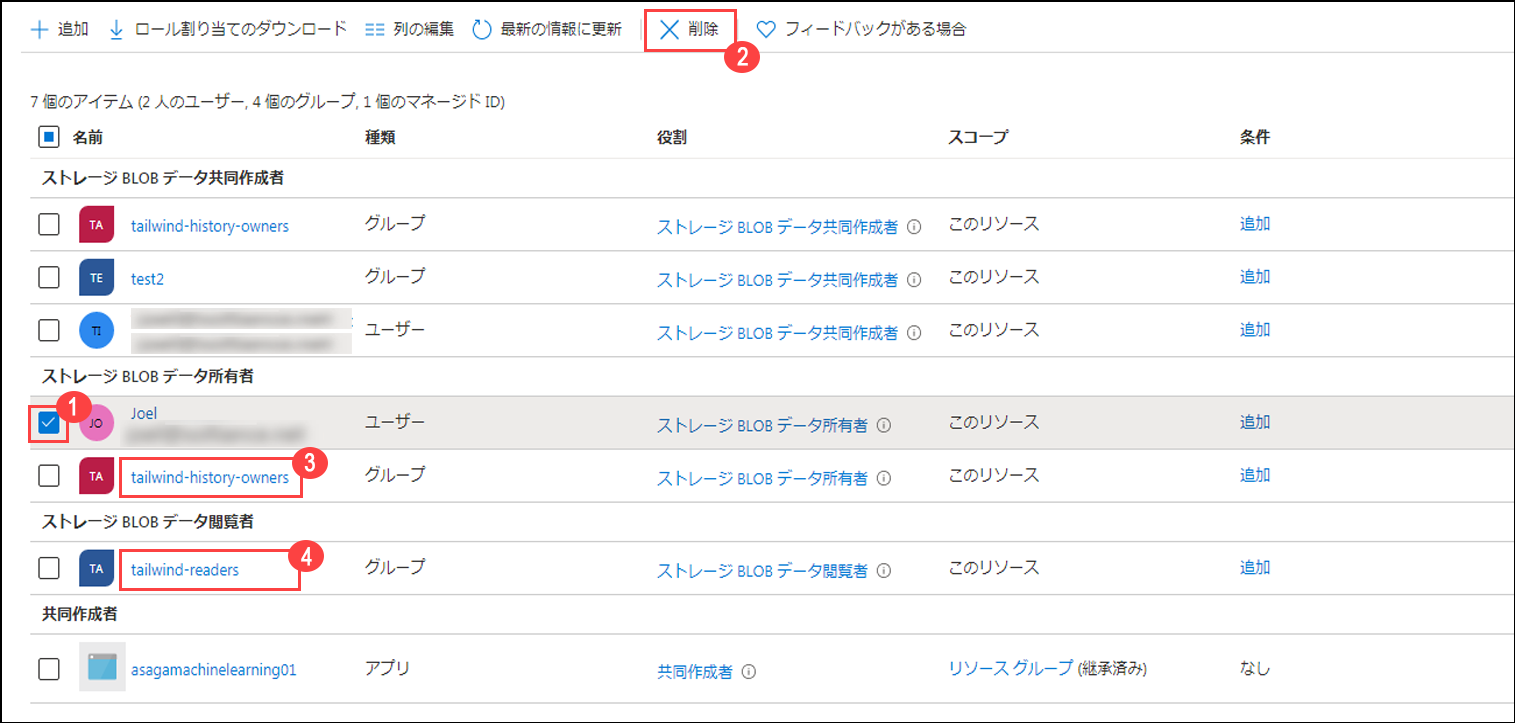 追加 ロール割り当てのダウンロード 列の編集 最新の情報に更新 削除 フィードバックがある場合
2
7 個のアイテム (2 人のユーザー, 4 個のグループ, 1 個のマネージド ID)
名前 種類 役割 スコープ 条件
ストレージ BLOB データ共同作成者
TA tailwind-history-owners グループ ストレージ BLOB データ共同作成者 このリソース 追加
TE test2 グループ ストレージ BLOB データ共同作成者 このリソース 追加
TI ユーザー ストレージ BLOB データ共同作成者 このリソース 追加
ストレージ BLOB データ所有者
1
JO Joel ユーザー ストレージ BLOB データ所有者 このリソース 追加
3
TA tailwind-history-owners グループ ストレージ BLOB データ所有者 このリソース 追加
ストレージ BLOB データ閲覧者
4
TA tailwind-readers グループ ストレージ BLOB データ閲覧者 このリソース 追加
共同作成者
asagamachinelearning01 アプリ 共同作成者 リソース グループ (継承済み) なし